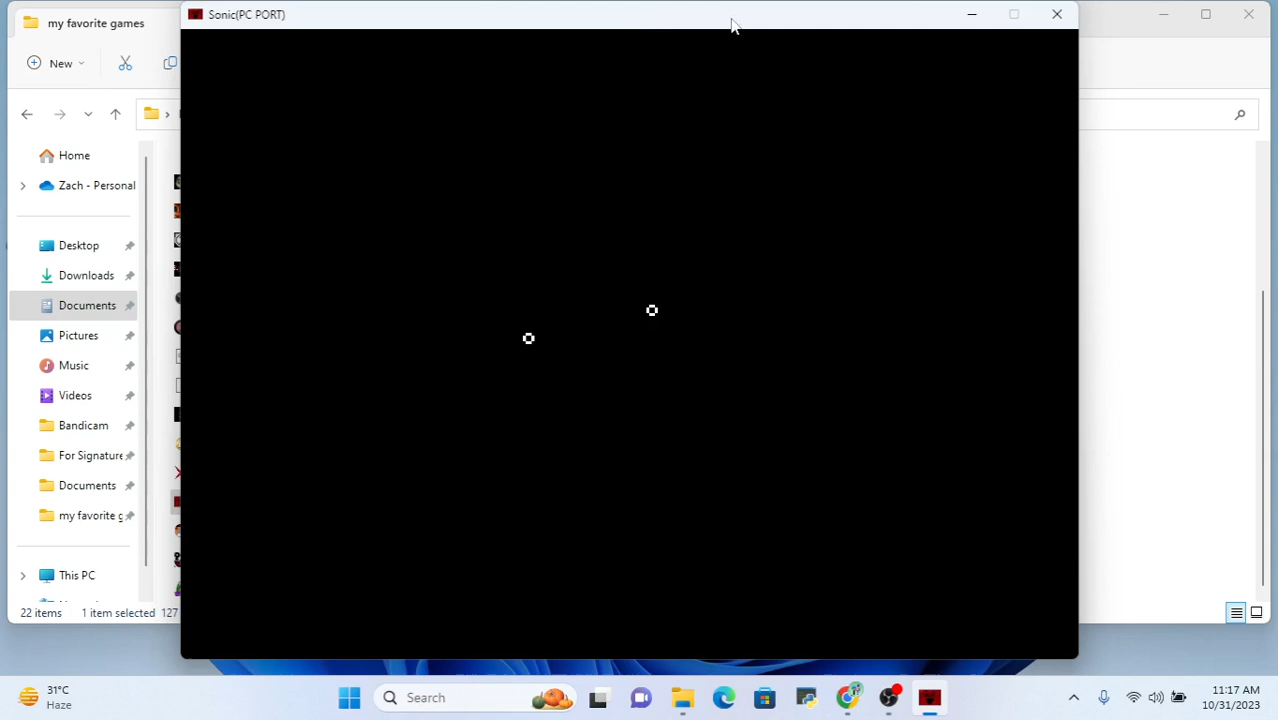 my favorite games
Sonic(PC PORT)
New
Home
Zach - Personal
Desktop
Downloads
Documents
Pictures
Music
Videos
Bandicam
For Signature
Documents
my favorite g
This PC
22 items 1 item selected 127
31°C
Haze
Search
11:17 AM
10/31/2023